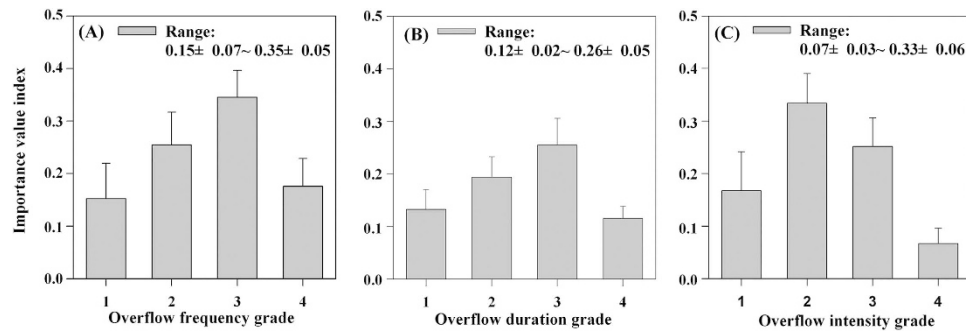 (A) Range:
0.15± 0.07~ 0.35± 0.05
0.5
0.4
0.3
0.2
0.1
0.0
Importance value index
1 2 3 4
Overflow frequency grade
(B) Range:
0.12± 0.02~ 0.26± 0.05
0.5
0.4
0.3
0.2
0.1
0.0
1 2 3 4
Overflow duration grade
(C) Range:
0.07± 0.03~ 0.33± 0.06
0.5
0.4
0.3
0.2
0.1
0.0
1 2 3 4
Overflow intensity grade